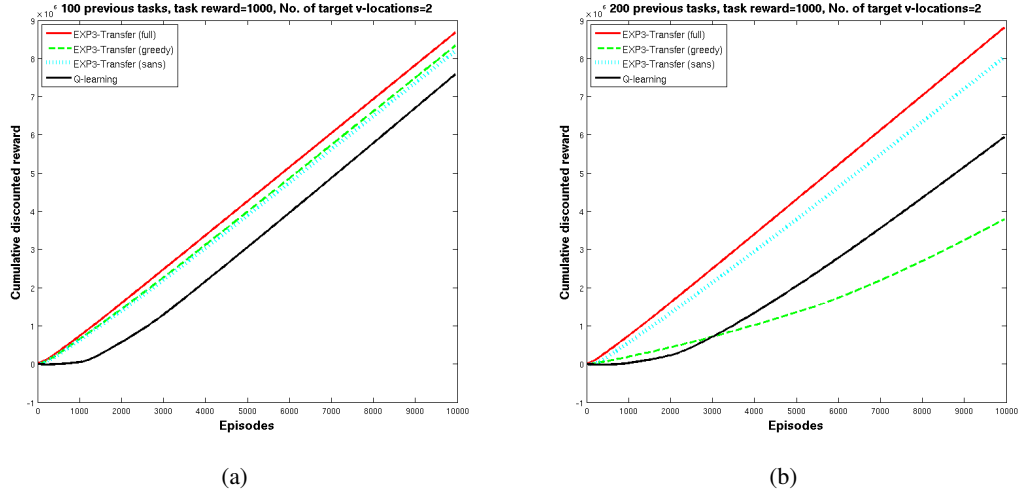 × 10⁶ 100 previous tasks, task reward=1000, No. of target v-locations=2
9
8
7
6
5
4
3
2
1
0
-1
EXP3-Transfer (full)
EXP3-Transfer (greedy)
EXP3-Transfer (sans)
Q-learning
Cumulative discounted reward
0 1000 2000 3000 4000 5000 6000 7000 8000 9000 10000
Episodes
(a)
× 10⁶ 200 previous tasks, task reward=1000, No. of target v-locations=2
9
8
7
6
5
4
3
2
1
0
-1
EXP3-Transfer (full)
EXP3-Transfer (greedy)
EXP3-Transfer (sans)
Q-learning
Cumulative discounted reward
0 1000 2000 3000 4000 5000 6000 7000 8000 9000 10000
Episodes
(b)